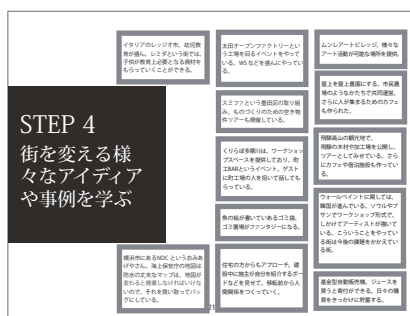 イタリアのレッジオ市。幼児教
育が盛ん。レミダという街では、
子供が教育上必要となる廃材を
もらっていくことができる。
STEP 4
街を変える様
々なアイディア
や事例を学ぶ
横浜市にあるNDC というおみあ
げやさん。海上保安庁の地図は
防水の丈夫なマップは、地図が
変わると廃棄しなければいけな
いので、それを買い取ってバッ
グにしている。
太田オープンファクトリーとい
う工場を回るイベントをやって
いる。WS などを盛んにやってい
る。
スミファという墨田区の取り組
み。ものづくりのための空き物
件ツアーも開催している。
くりらぼ多摩川は、ワークショッ
プスペースを提供しており、町
工BARというイベント。ゲスト
に町工場の人を招いて話しても
らっている。
魚の絵が書いてあるゴミ袋。
ゴミ置場がファンタジーになる。
住宅の方からもアプローチ。建
設中に施主が自分を紹介するボー
ドなどを見せて、移転前から人
間関係をつくっていく。
ムンレアートビレッジ。様々な
アート活動が可能な場所を提供。
屋上を屋上農園にする。市民農
場のようなかたちで共同運営。
さらに人が集まるためのカフェ
も作られた。
飛騨高山の観光地で、
飛騨の木材や加工場を公開し、
ツアーとしてみせている。さら
にカフェや宿泊施設も作ってい
る。
ウォールペイントに関しては、
韓国が進んでいる。ソウルやプ
サンでワークショップ形式で、
しかけてアーティストが描いて
いる。こういうことをやってい
る街は今後の課題をかかえてい
る街。
基金型自動販売機。ジュースを
買うと寄付ができる。日々の購
買をきっかけに貯蓄する。